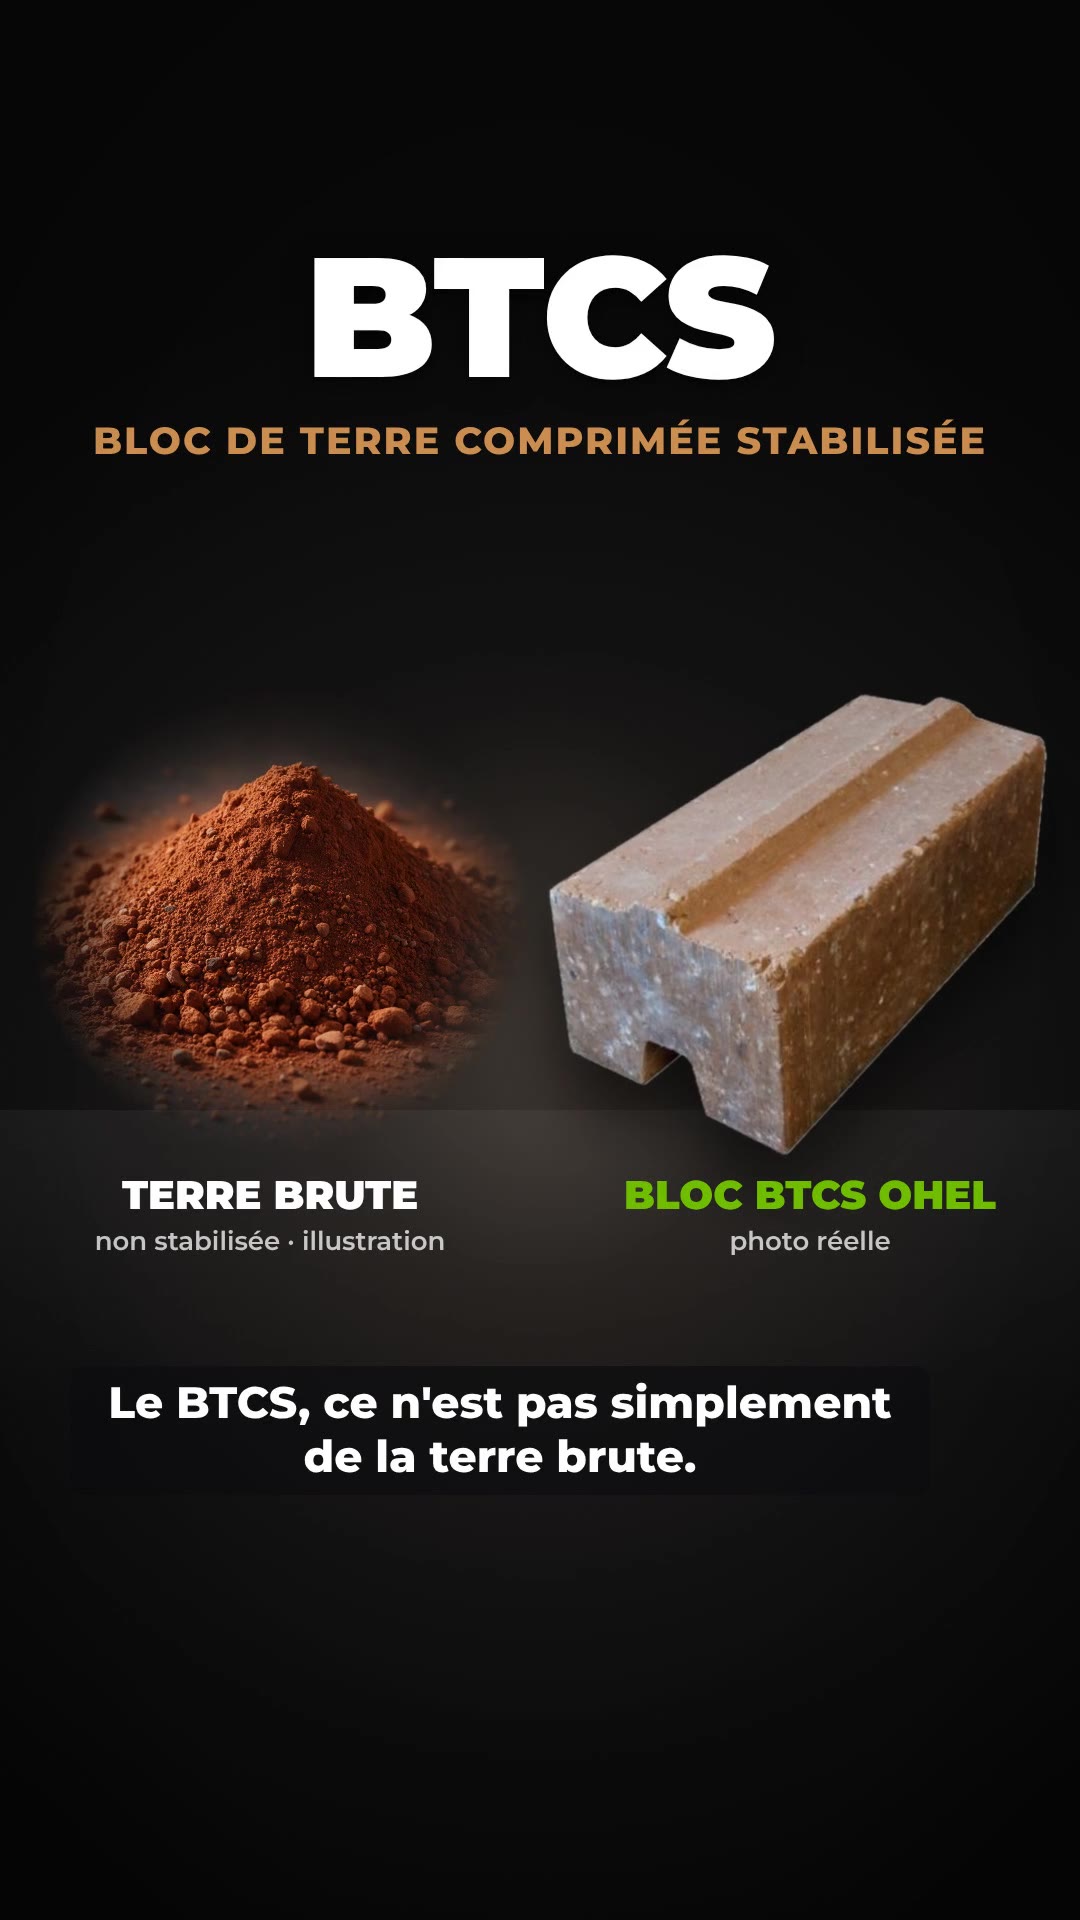 BTCS
BLOC DE TERRE COMPRIMÉE STABILISÉE
TERRE BRUTE
non stabilisée · illustration
BLOC BTCS OHEL
photo réelle
Le BTCS, ce n'est pas simplement
de la terre brute.